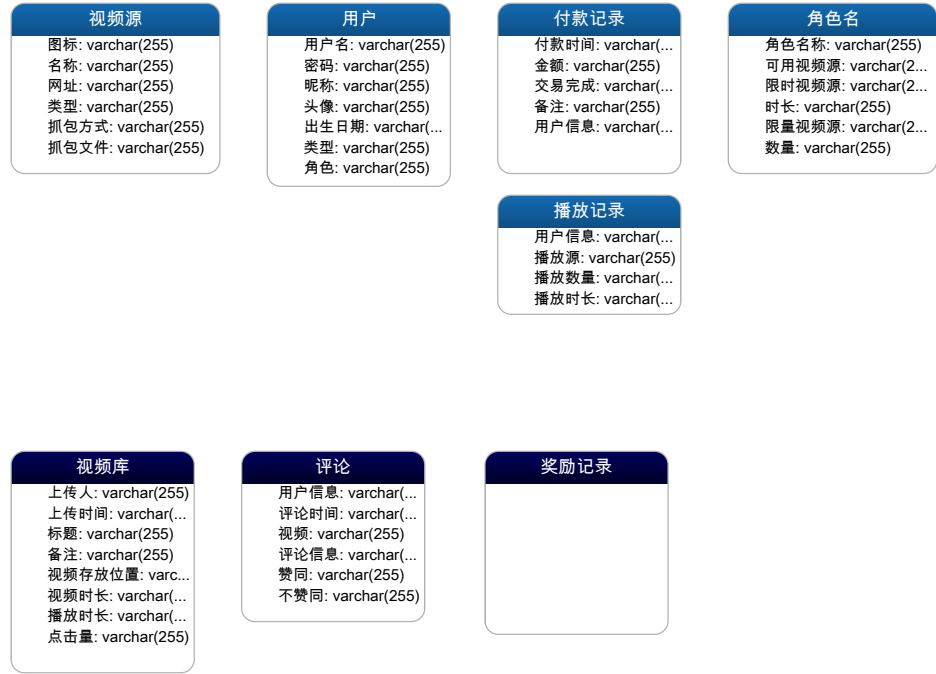 视频源
图标: varchar(255)
名称: varchar(255)
网址: varchar(255)
类型: varchar(255)
抓包方式: varchar(255)
抓包文件: varchar(255)
用户
用户名: varchar(255)
密码: varchar(255)
昵称: varchar(255)
头像: varchar(255)
出生日期: varchar(...
类型: varchar(255)
角色: varchar(255)
付款记录
付款时间: varchar(...
金额: varchar(255)
交易完成: varchar(...
备注: varchar(255)
用户信息: varchar(...
角色名
角色名称: varchar(255)
可用视频源: varchar(2...
限时视频源: varchar(2...
时长: varchar(255)
限量视频源: varchar(2...
数量: varchar(255)
播放记录
用户信息: varchar(...
播放源: varchar(255)
播放数量: varchar(...
播放时长: varchar(...
视频库
上传人: varchar(255)
上传时间: varchar(...
标题: varchar(255)
备注: varchar(255)
视频存放位置: varc...
视频时长: varchar(...
播放时长: varchar(...
点击量: varchar(255)
评论
用户信息: varchar(...
评论时间: varchar(...
视频: varchar(255)
评论信息: varchar(...
赞同: varchar(255)
不赞同: varchar(255)
奖励记录